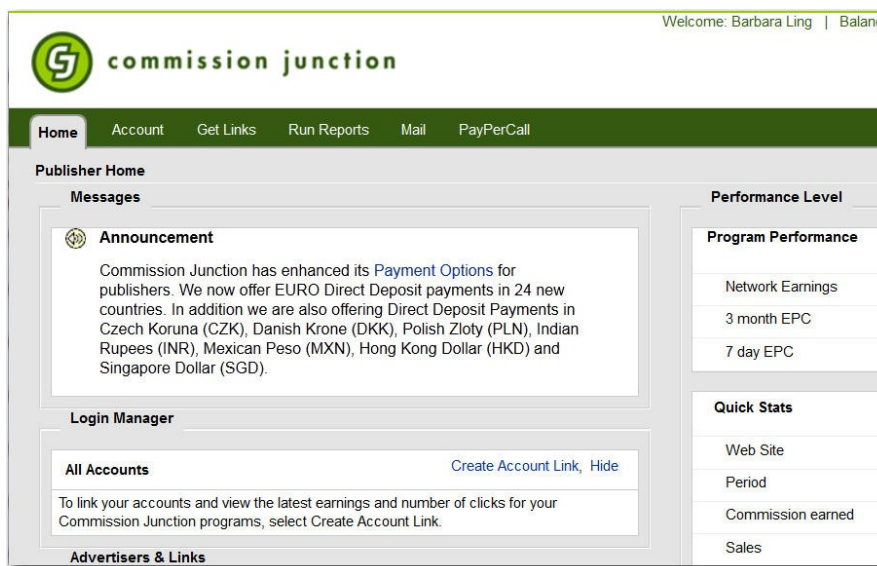 Welcome: Barbara Ling | Balan
commission junction
Home Account Get Links Run Reports Mail PayPerCall
Publisher Home
Messages
Announcement
Commission Junction has enhanced its Payment Options for
publishers. We now offer EURO Direct Deposit payments in 24 new
countries. In addition we are also offering Direct Deposit Payments in
Czech Koruna (CZK), Danish Krone (DKK), Polish Zloty (PLN), Indian
Rupees (INR), Mexican Peso (MXN), Hong Kong Dollar (HKD) and
Singapore Dollar (SGD).
Login Manager
All Accounts Create Account Link, Hide
To link your accounts and view the latest earnings and number of clicks for your
Commission Junction programs, select Create Account Link.
Advertisers & Links
Performance Level
Program Performance
Network Earnings
3 month EPC
7 day EPC
Quick Stats
Web Site
Period
Commission earned
Sales